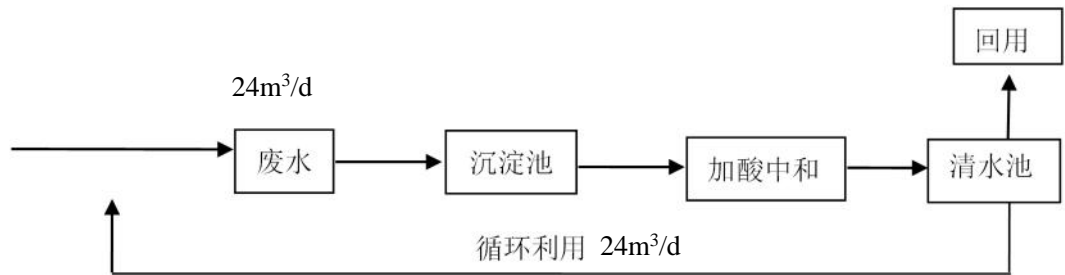 回用
24m³/d
废水
沉淀池
加酸中和
清水池
循环利用 24m³/d